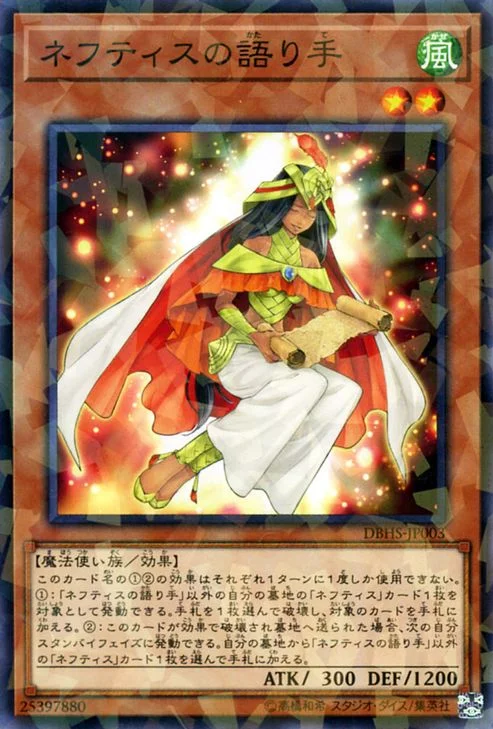 ネフティスの語り手
風
DBHS-JP003
【魔法使い族／効果】
このカード名の①②の効果はそれぞれ1ターンに1度しか使用できない。
①：「ネフティスの語り手」以外の自分の墓地の「ネフティス」カード1枚を
対象として発動できる。手札を1枚選んで破壊し、対象のカードを手札に
加える。②：このカードが効果で破壊され墓地へ送られた場合、次の自分
スタンバイフェイズに発動できる。自分の墓地から「ネフティスの語り手」以外
の「ネフティス」カード1枚を選んで手札に加える。
ATK/ 300 DEF/1200
25397880
©高橋和希 スタジオ・ダイス/集英社